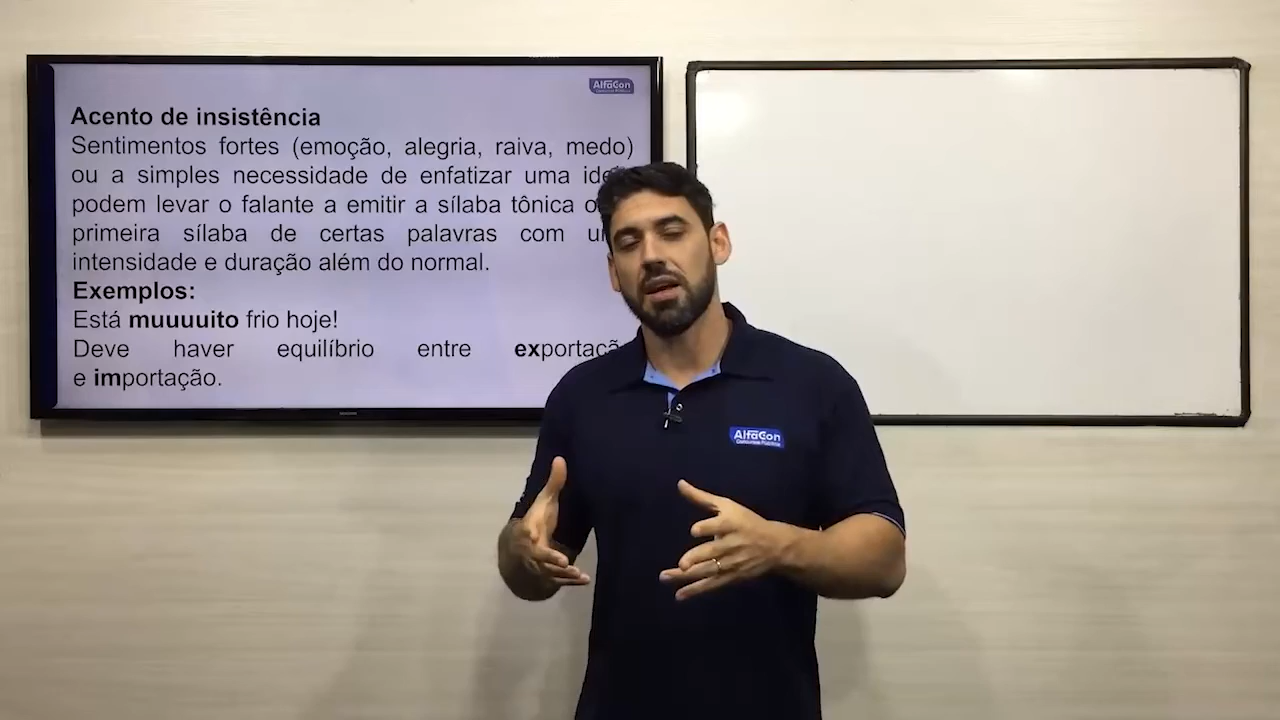 AlfaCon
Acento de insistência
Sentimentos fortes (emoção, alegria, raiva, medo)
ou a simples necessidade de enfatizar uma
podem levar o falante a emitir a sílaba tônica
primeira sílaba de certas palavras com
intensidade e duração além do normal.
Exemplos:
Está muuuuito frio hoje!
Deve haver equilíbrio entre
e importação.
AlfaCon
Concursos Públicos